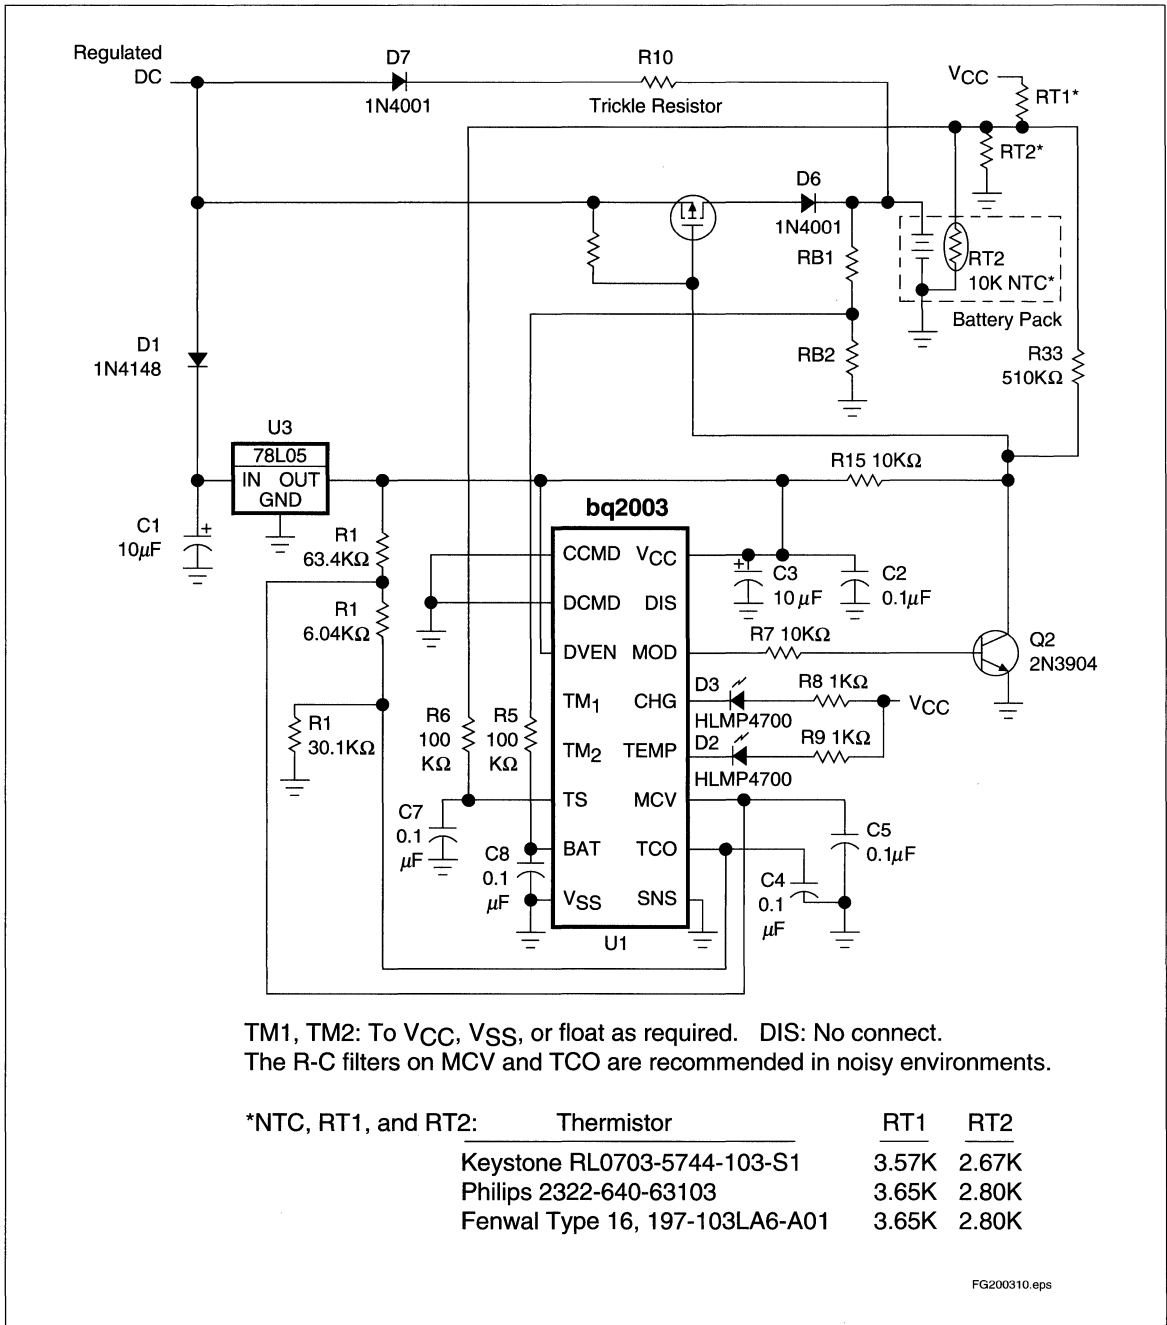 Regulated
DC
D7
1N4001
R10
Trickle Resistor
VCC
RT1*
RT2*
D6
1N4001
RB1
RT2
10K NTC*
Battery Pack
RB2
R33
510KΩ
D1
1N4148
U3
78L05
IN OUT
GND
R15 10KΩ
C1
10µF
+
R1
63.4KΩ
R1
6.04KΩ
R1
30.1KΩ
bq2003
CCMD VCC
DCMD DIS
DVEN MOD
TM1 CHG
TM2 TEMP
TS MCV
BAT TCO
VSS SNS
U1
+
C3
10 µF
C2
0.1µF
R7 10KΩ
Q2
2N3904
D3
HLMP4700
R8 1KΩ
VCC
D2
HLMP4700
R9 1KΩ
R6
100
KΩ
R5
100
KΩ
C7
0.1
µF
C8
0.1
µF
C5
0.1µF
C4
0.1
µF
TM1, TM2: To VCC, VSS, or float as required. DIS: No connect.
The R-C filters on MCV and TCO are recommended in noisy environments.
*NTC, RT1, and RT2: Thermistor RT1 RT2
Keystone RL0703-5744-103-S1 3.57K 2.67K
Philips 2322-640-63103 3.65K 2.80K
Fenwal Type 16, 197-103LA6-A01 3.65K 2.80K
FG200310.eps